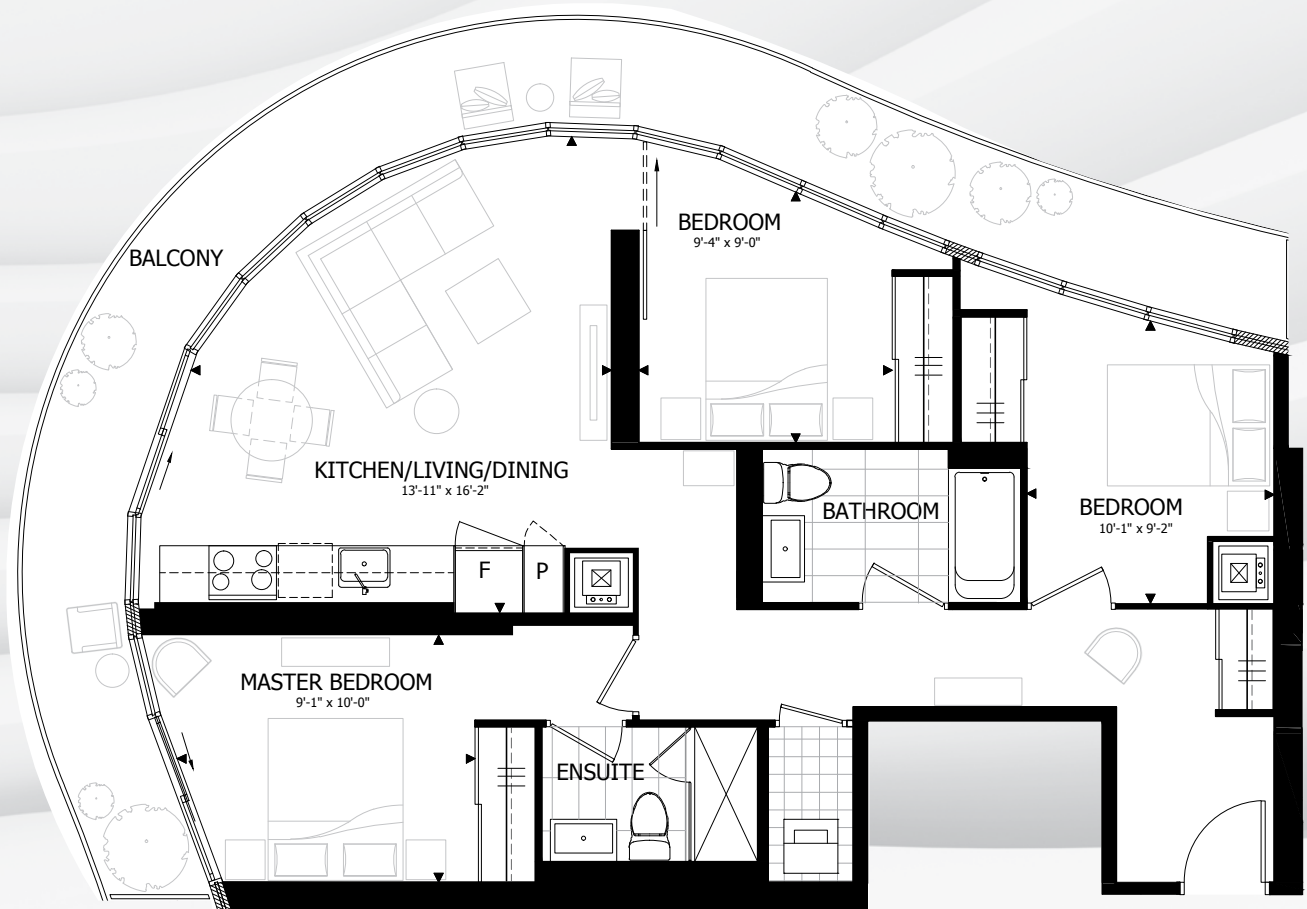 BEDROOM
9'-4" x 9'-0"
BALCONY
KITCHEN/LIVING/DINING
13'-11" x 16'-2"
BATHROOM
BEDROOM
10'-1" x 9'-2"
F
P
MASTER BEDROOM
9'-1" x 10'-0"
ENSUITE